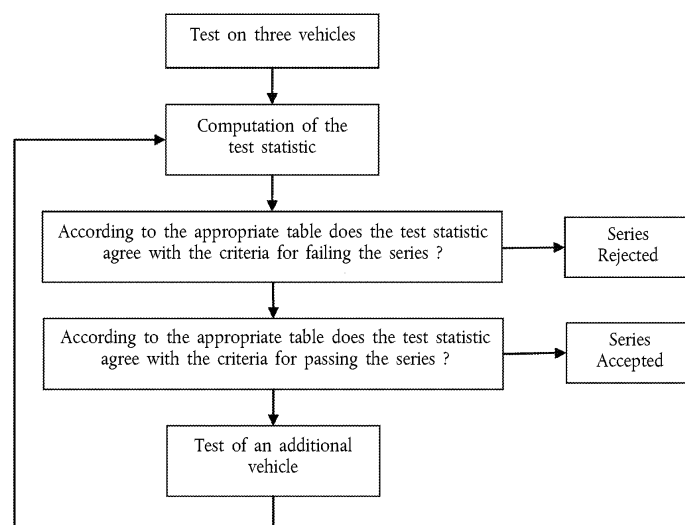 Test on three vehicles
Computation of the
test statistic
According to the appropriate table does the test statistic
agree with the criteria for failing the series ?
Series
Rejected
According to the appropriate table does the test statistic
agree with the criteria for passing the series ?
Series
Accepted
Test of an additional
vehicle